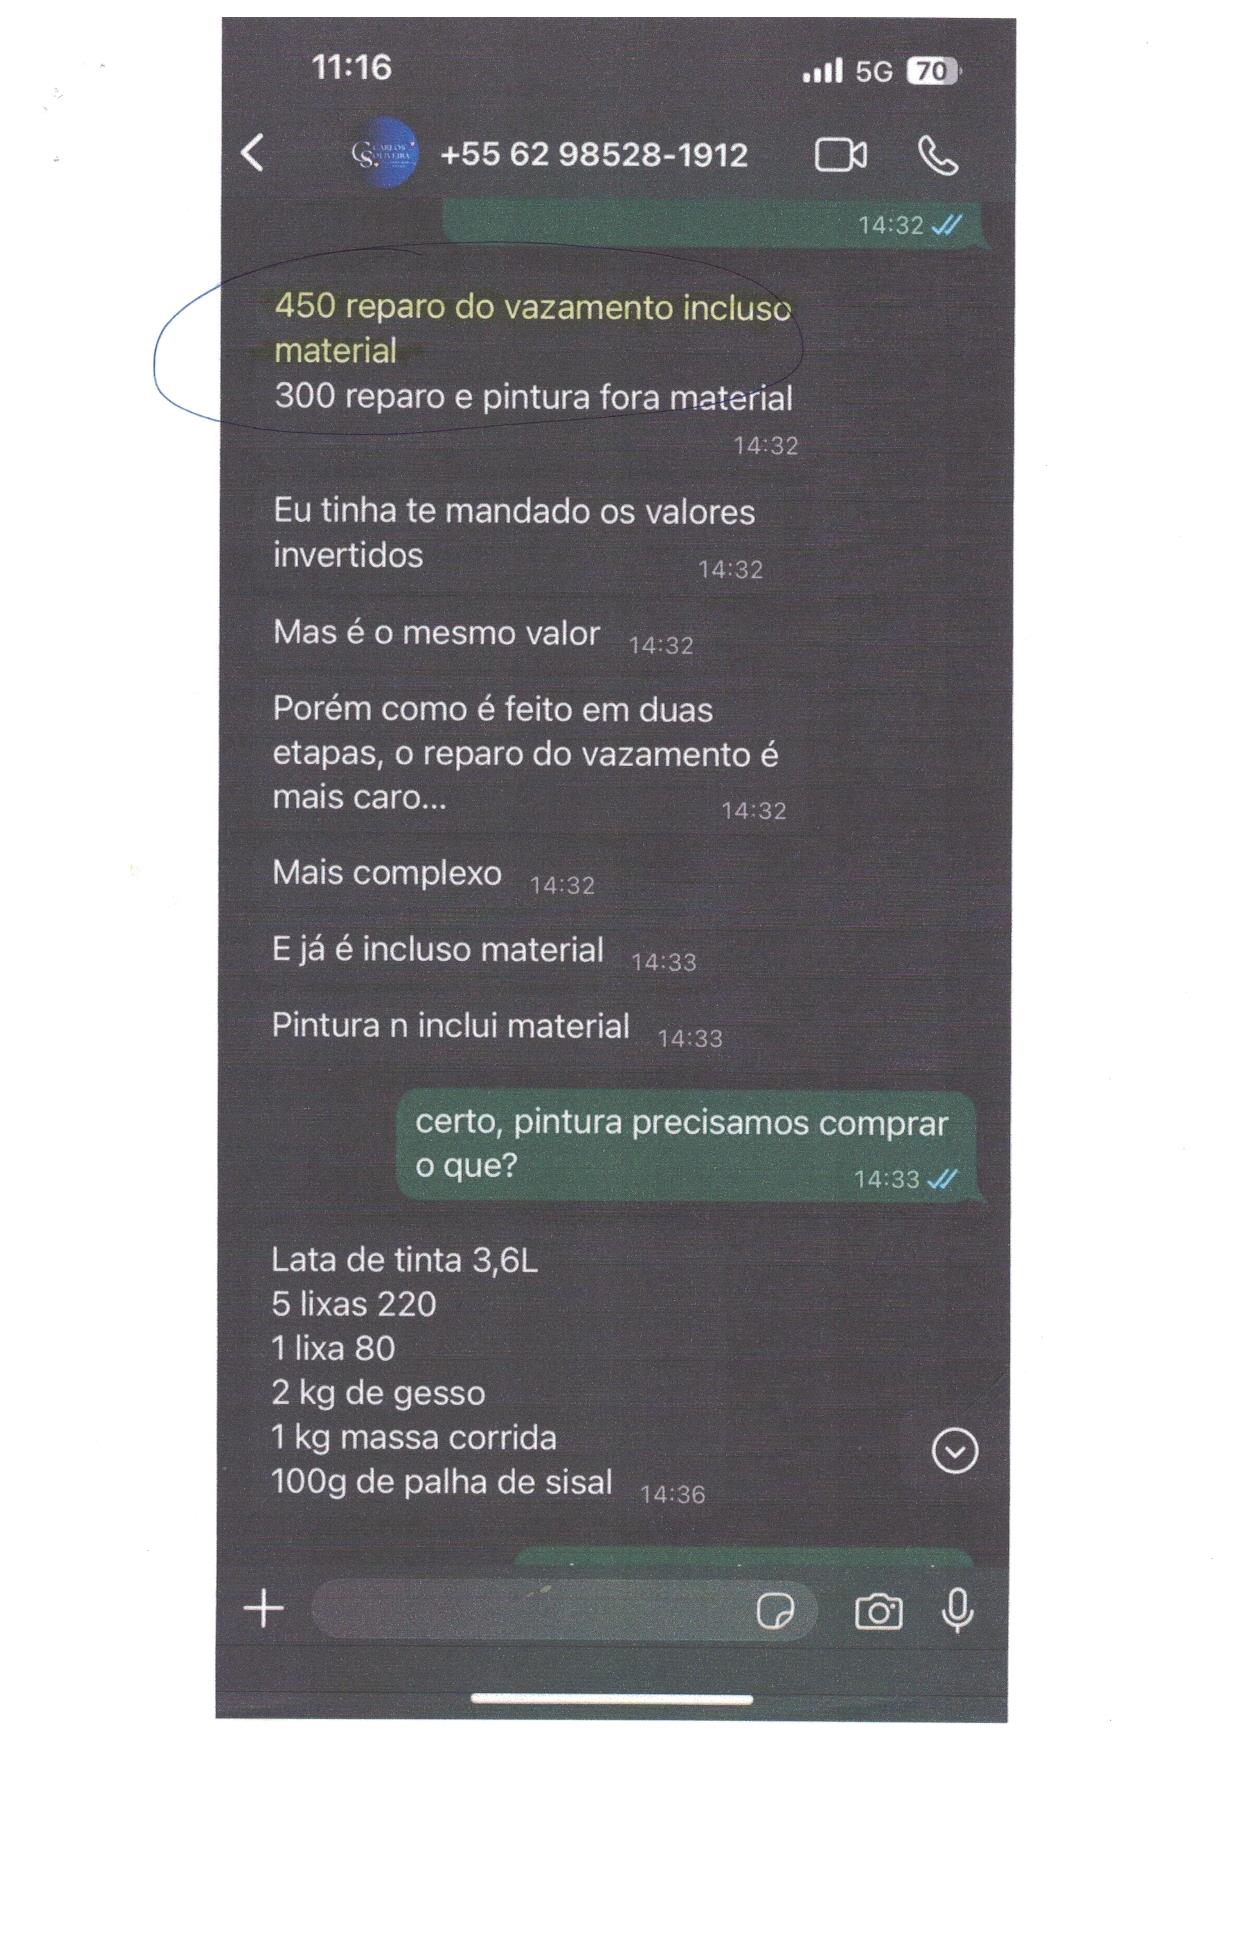 11:16
5G 70
CARLOS
OLIVEIRA
+55 62 98528-1912
14:32
450 reparo do vazamento incluso
material
300 reparo e pintura fora material
14:32
Eu tinha te mandado os valores
invertidos
14:32
Mas é o mesmo valor 14:32
Porém como é feito em duas
etapas, o reparo do vazamento é
mais caro...
14:32
Mais complexo 14:32
E já é incluso material 14:33
Pintura n inclui material 14:33
certo, pintura precisamos comprar
o que?
14:33
Lata de tinta 3,6L
5 lixas 220
1 lixa 80
2 kg de gesso
1 kg massa corrida
100g de palha de sisal 14:36